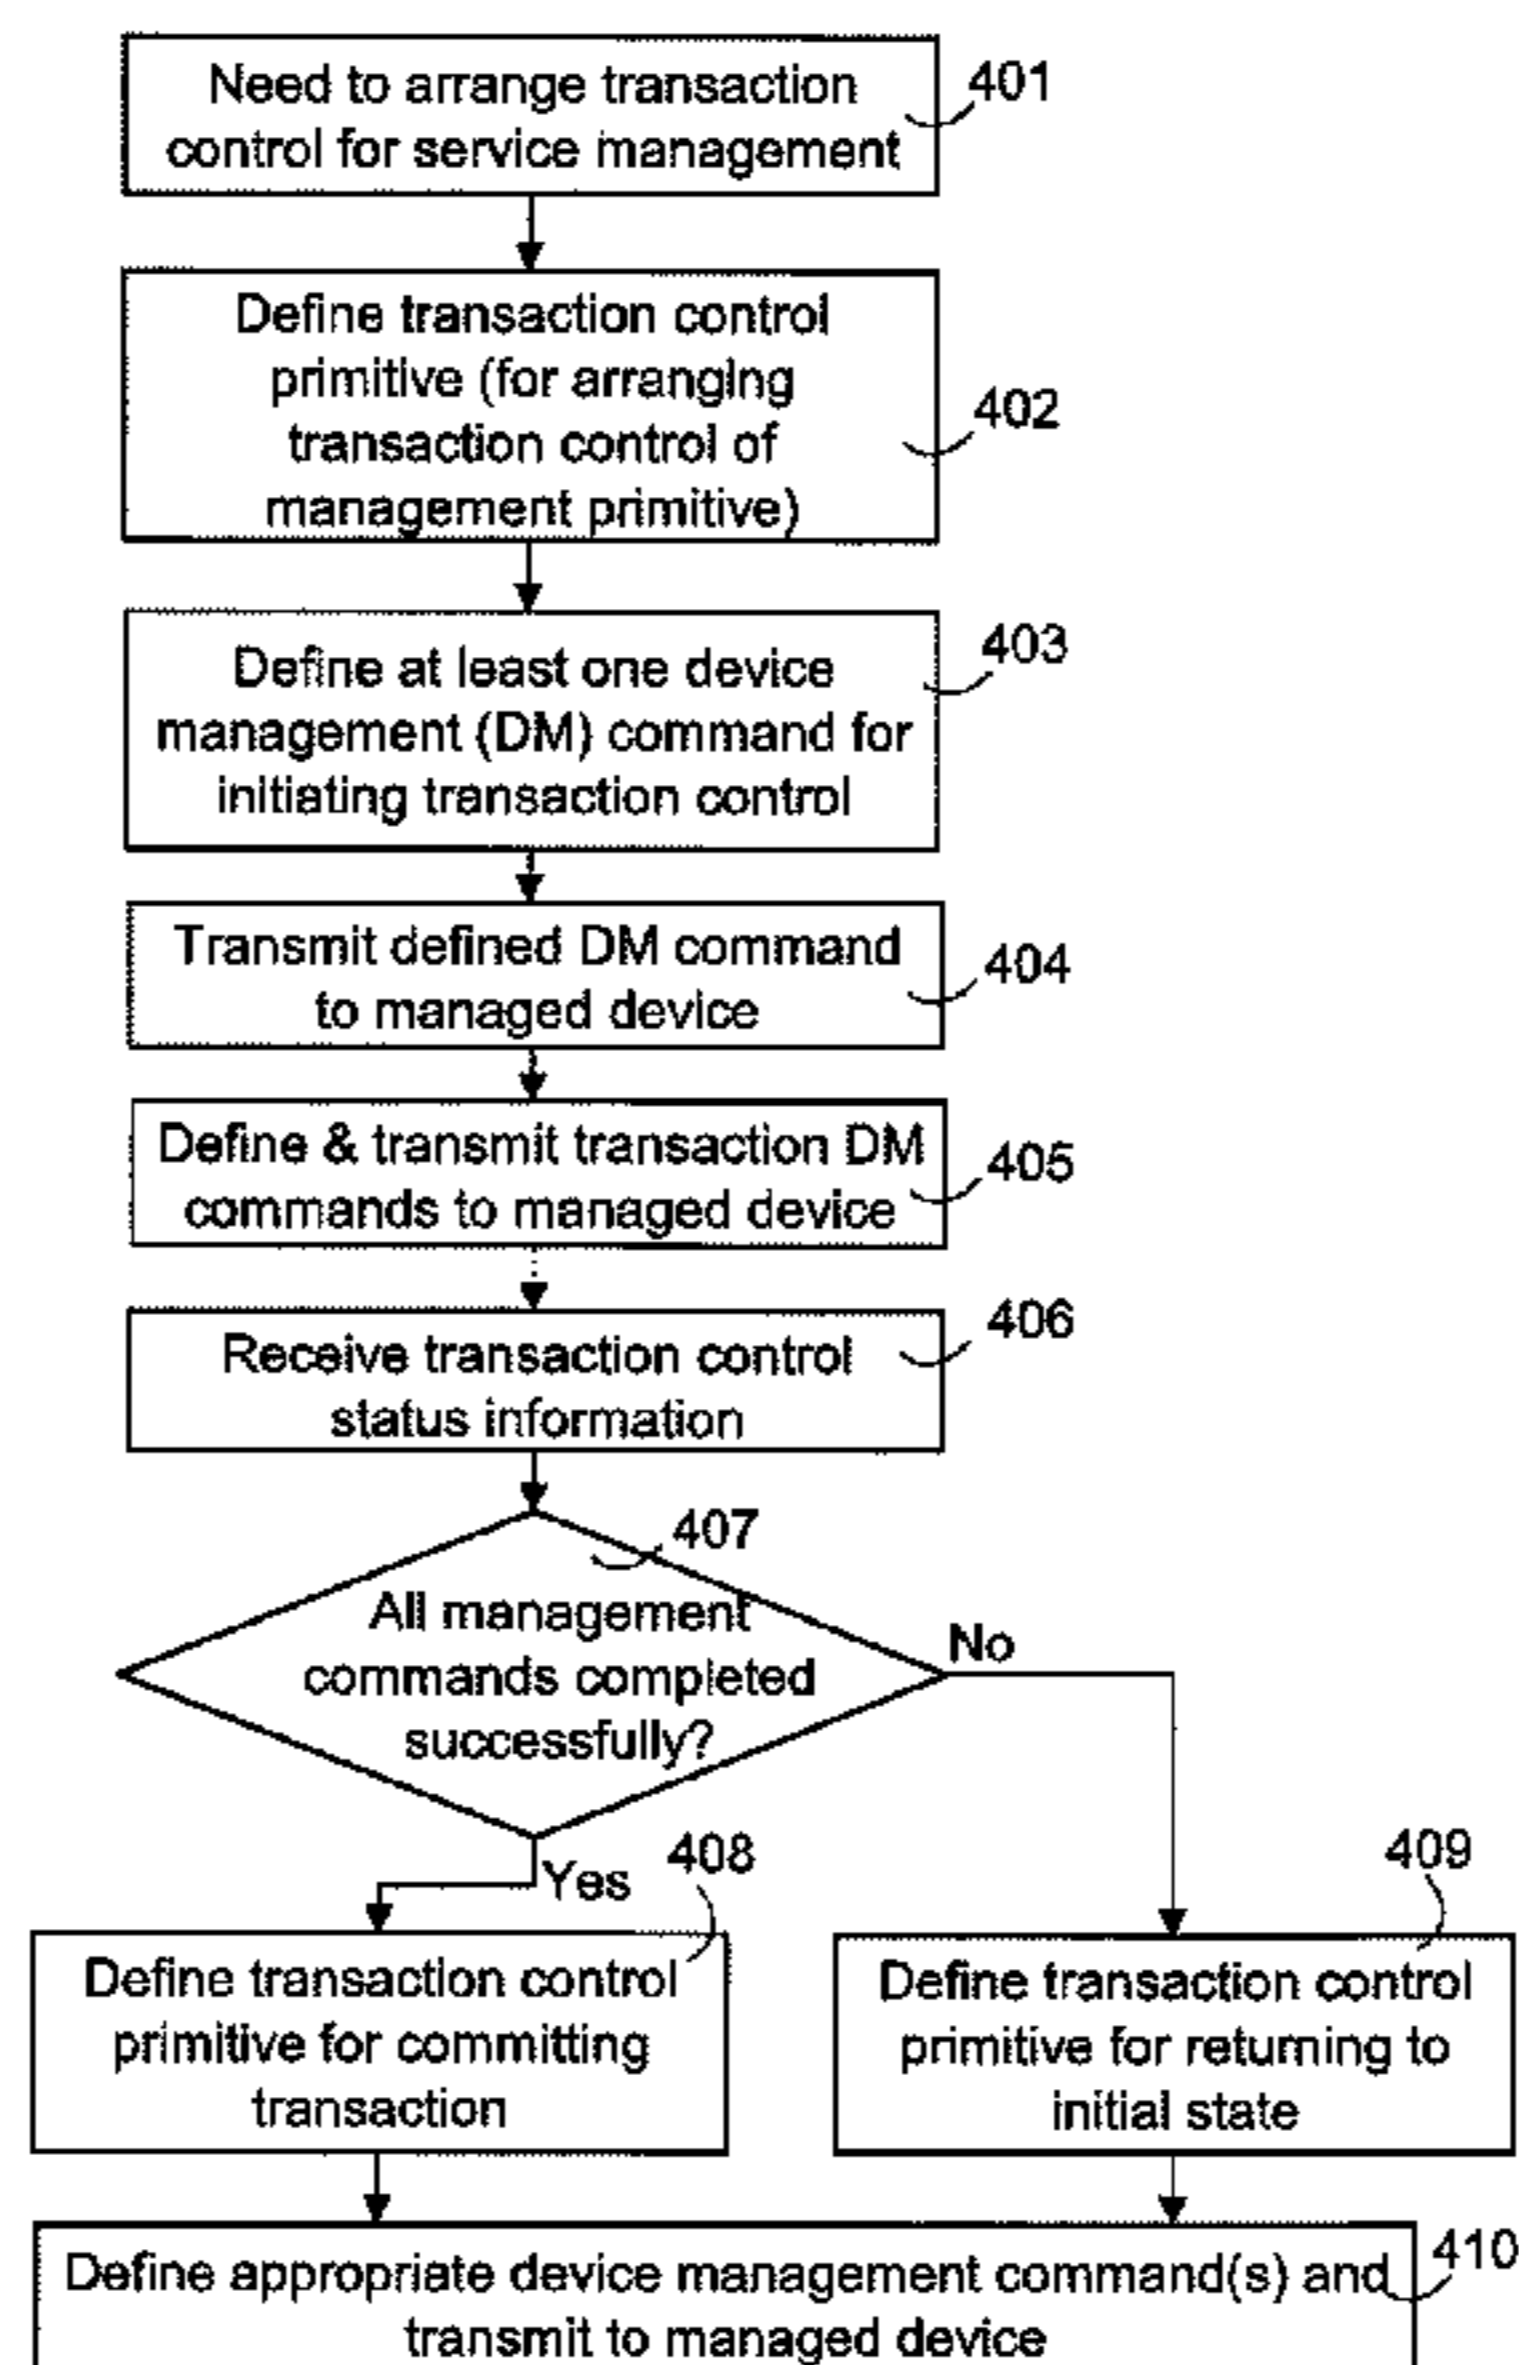 Need to arrange transaction
control for service management
401
Define transaction control
primitive (for arranging
transaction control of
management primitive)
402
Define at least one device
management (DM) command for
initiating transaction control
403
Transmit defined DM command
to managed device
404
Define & transmit transaction DM
commands to managed device
405
Receive transaction control
status information
406
407
All management
commands completed
successfully?
No
Yes
408
Define transaction control
primitive for committing
transaction
409
Define transaction control
primitive for returning to
initial state
Define appropriate device management command(s) and
transmit to managed device
410